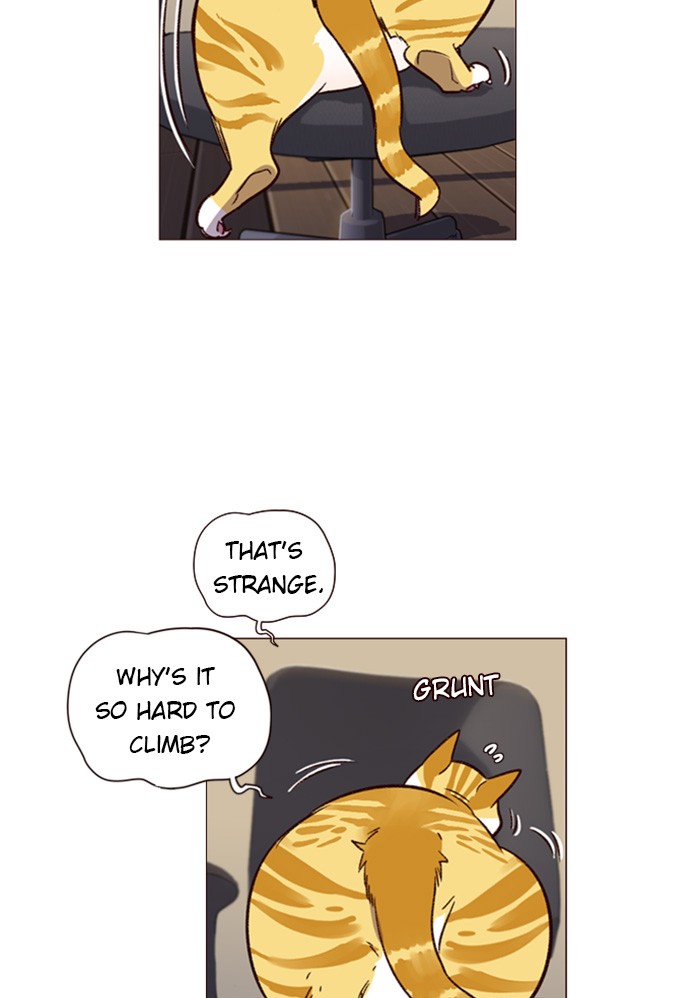 THAT'S
STRANGE.
WHY'S IT
SO HARD TO
CLIMB?
GRUNT